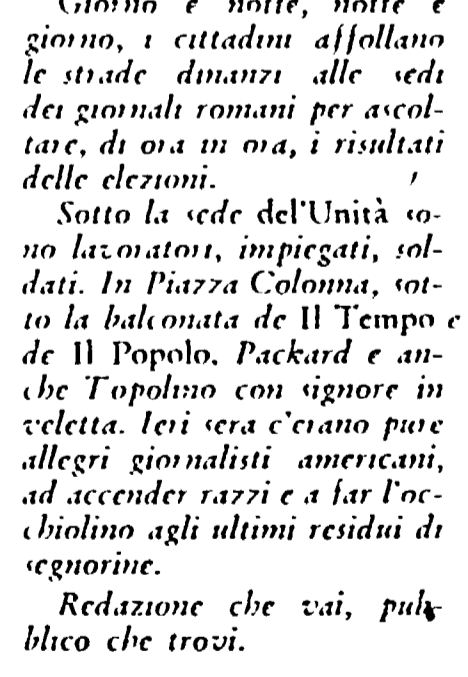 Giorno e notte, notte e
giorno, i cittadini affollano
le strade dinanzi alle sedi
dei giornali romani per ascol-
tare, di ora in ora, i risultati
delle elezioni.
Sotto la sede del'Unità so-
no lavoratori, impiegati, sol-
dati. In Piazza Colonna, sot-
to la balconata de Il Tempo e
de Il Popolo, Packard e an-
che Topolino con signore in
veletta. Ieri sera c'erano pure
allegri giornalisti americani,
ad accender razzi e a far l'oc-
chiolino agli ultimi residui di
segnorine.
Redazione che vai, pub-
blico che trovi.